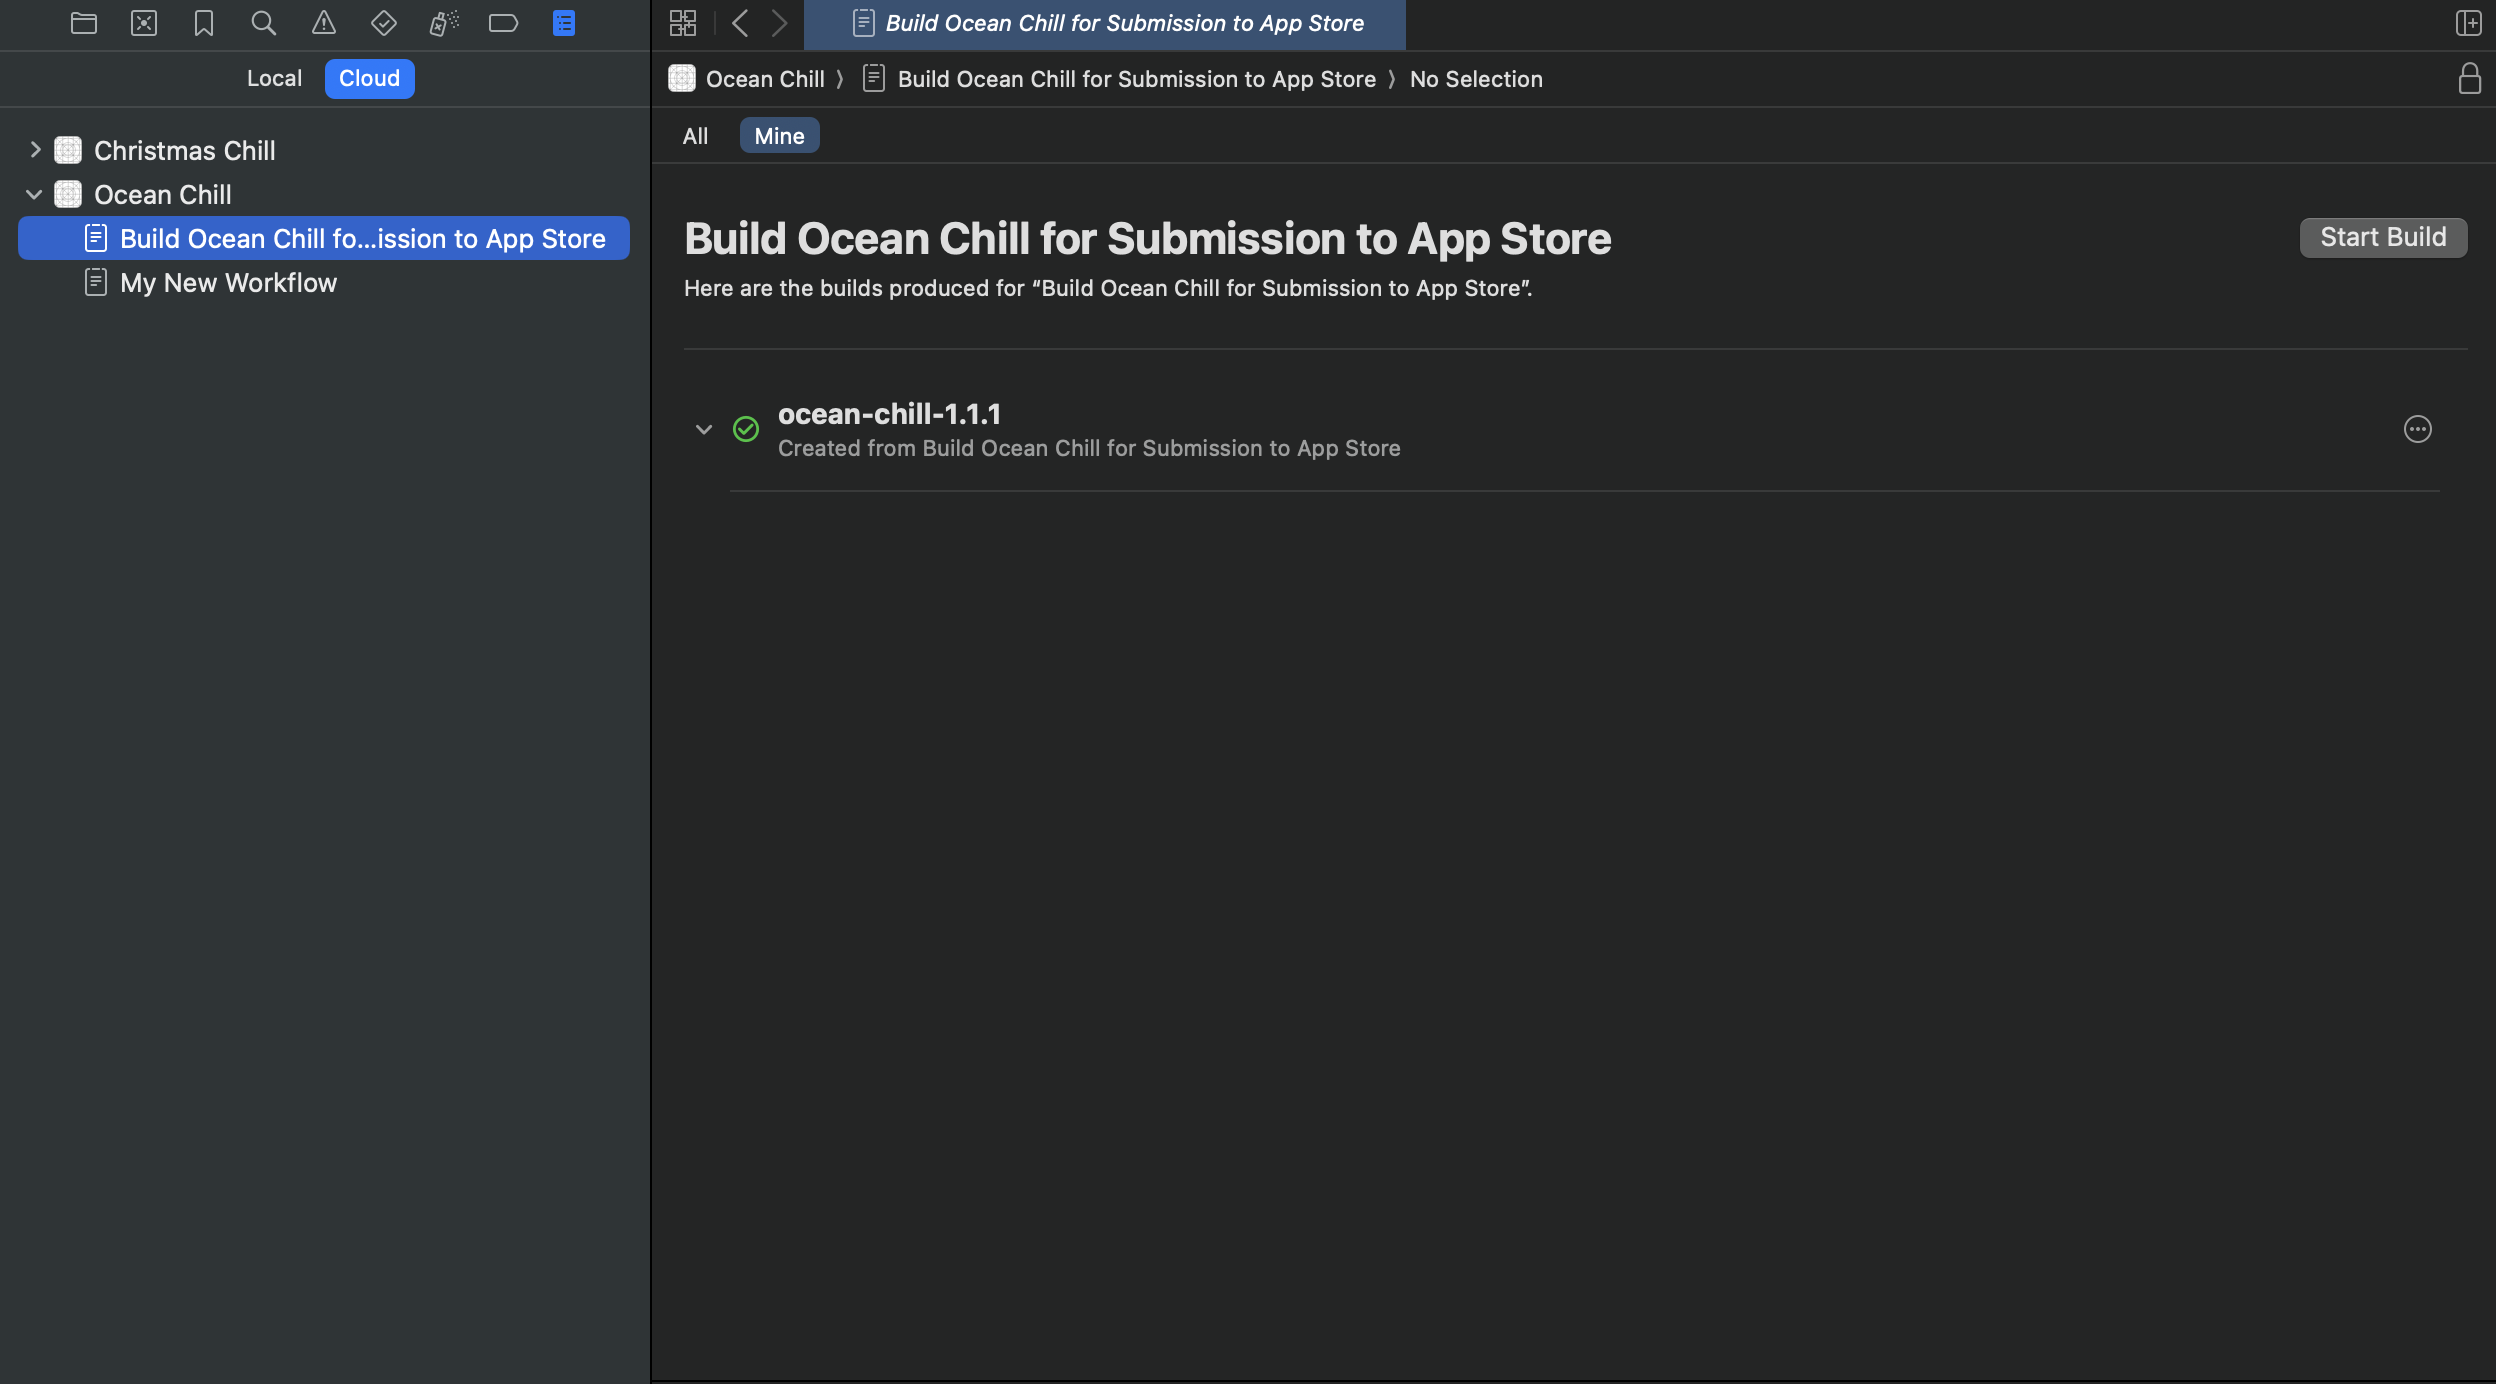 Build Ocean Chill for Submission to App Store
Local
Cloud
Ocean Chill
Build Ocean Chill for Submission to App Store
No Selection
All
Mine
Christmas Chill
Ocean Chill
Build Ocean Chill fo...ission to App Store
My New Workflow
Build Ocean Chill for Submission to App Store
Start Build
Here are the builds produced for “Build Ocean Chill for Submission to App Store”.
ocean-chill-1.1.1
Created from Build Ocean Chill for Submission to App Store